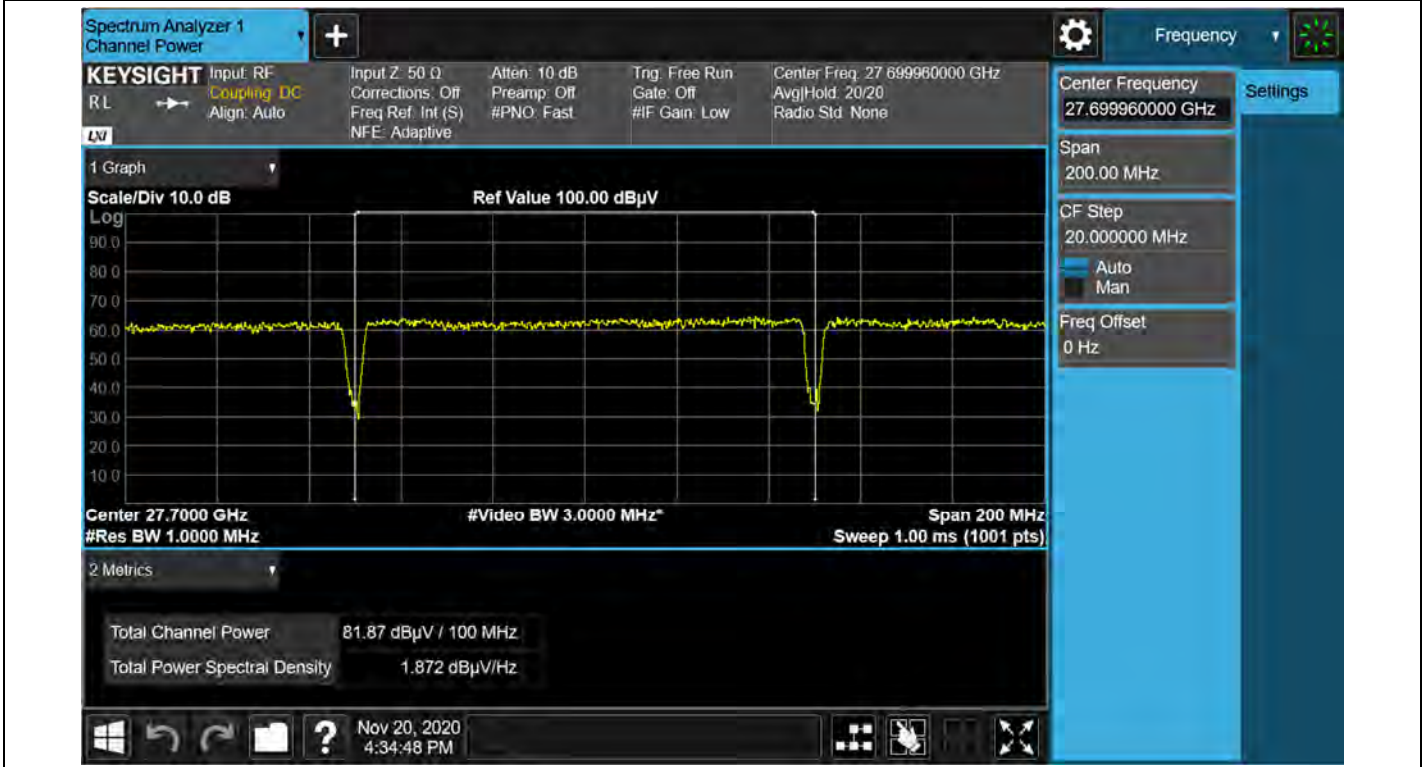 Spectrum Analyzer 1
Channel Power
+
Frequency
KEYSIGHT
RL
LXI
Input: RF
Coupling: DC
Align: Auto
Input Z: 50 Ω
Corrections: Off
Freq Ref: Int (S)
NFE: Adaptive
Atten: 10 dB
Preamp: Off
#PNO: Fast
Trig: Free Run
Gate: Off
#IF Gain: Low
Center Freq: 27.699960000 GHz
Avg|Hold: 20/20
Radio Std: None
Center Frequency
27.699960000 GHz
Settings
Span
200.00 MHz
CF Step
20.000000 MHz
Auto
Man
Freq Offset
0 Hz
1 Graph
Scale/Div 10.0 dB
Ref Value 100.00 dBµV
Log
90.0
80.0
70.0
60.0
50.0
40.0
30.0
20.0
10.0
Center 27.7000 GHz
#Video BW 3.0000 MHz*
Span 200 MHz
#Res BW 1.0000 MHz
Sweep 1.00 ms (1001 pts)
2 Metrics
Total Channel Power 81.87 dBµV / 100 MHz
Total Power Spectral Density 1.872 dBµV/Hz
?
Nov 20, 2020
4:34:48 PM